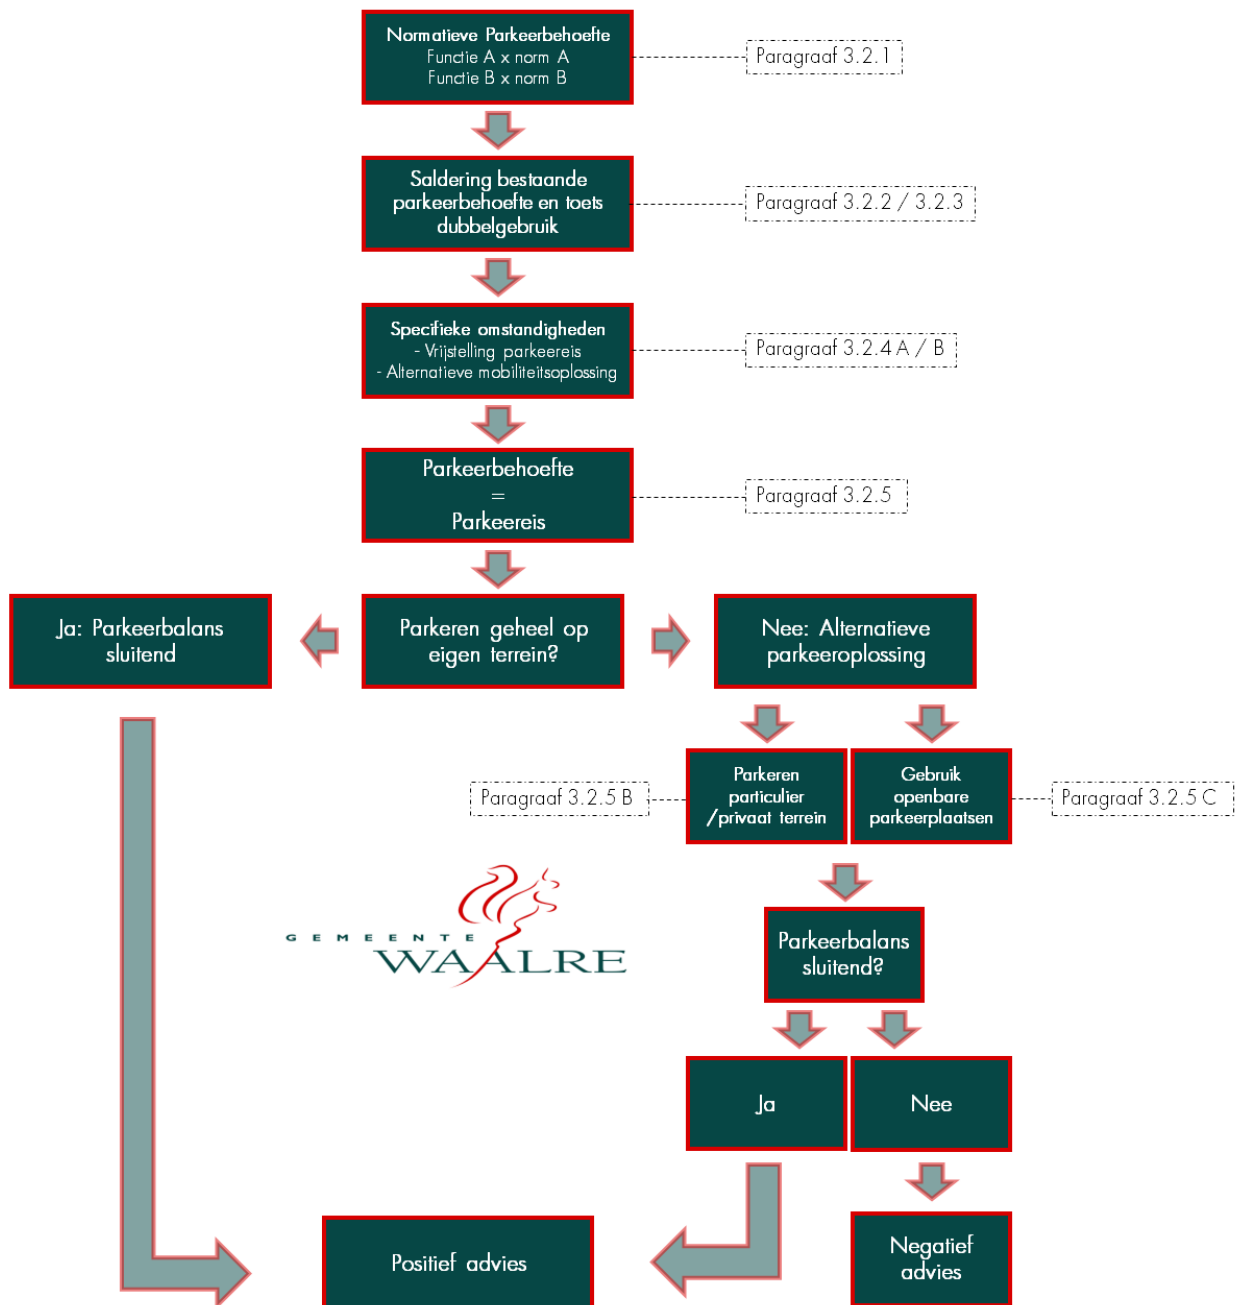 Normatieve Parkeerbehoefte
Functie A x norm A
Functie B x norm B
Paragraaf 3.2.1
Saldering bestaande
parkeerbehoefte en toets
dubbelgebruik
Paragraaf 3.2.2 / 3.2.3
Specifieke omstandigheden
- Vrijstelling parkeereis
- Alternatieve mobiliteitsoplossing
Paragraaf 3.2.4 A / B
Parkeerbehoefte
=
Parkeereis
Paragraaf 3.2.5
Ja: Parkeerbalans
sluitend
Parkeren geheel op
eigen terrein?
Nee: Alternatieve
parkeeroplossing
Paragraaf 3.2.5 B
Parkeren
particulier
/privaat terrein
Gebruik
openbare
parkeerplaatsen
Paragraaf 3.2.5 C
GEMEENTE
WAALRE
Parkeerbalans
sluitend?
Ja
Nee
Positief advies
Negatief
advies